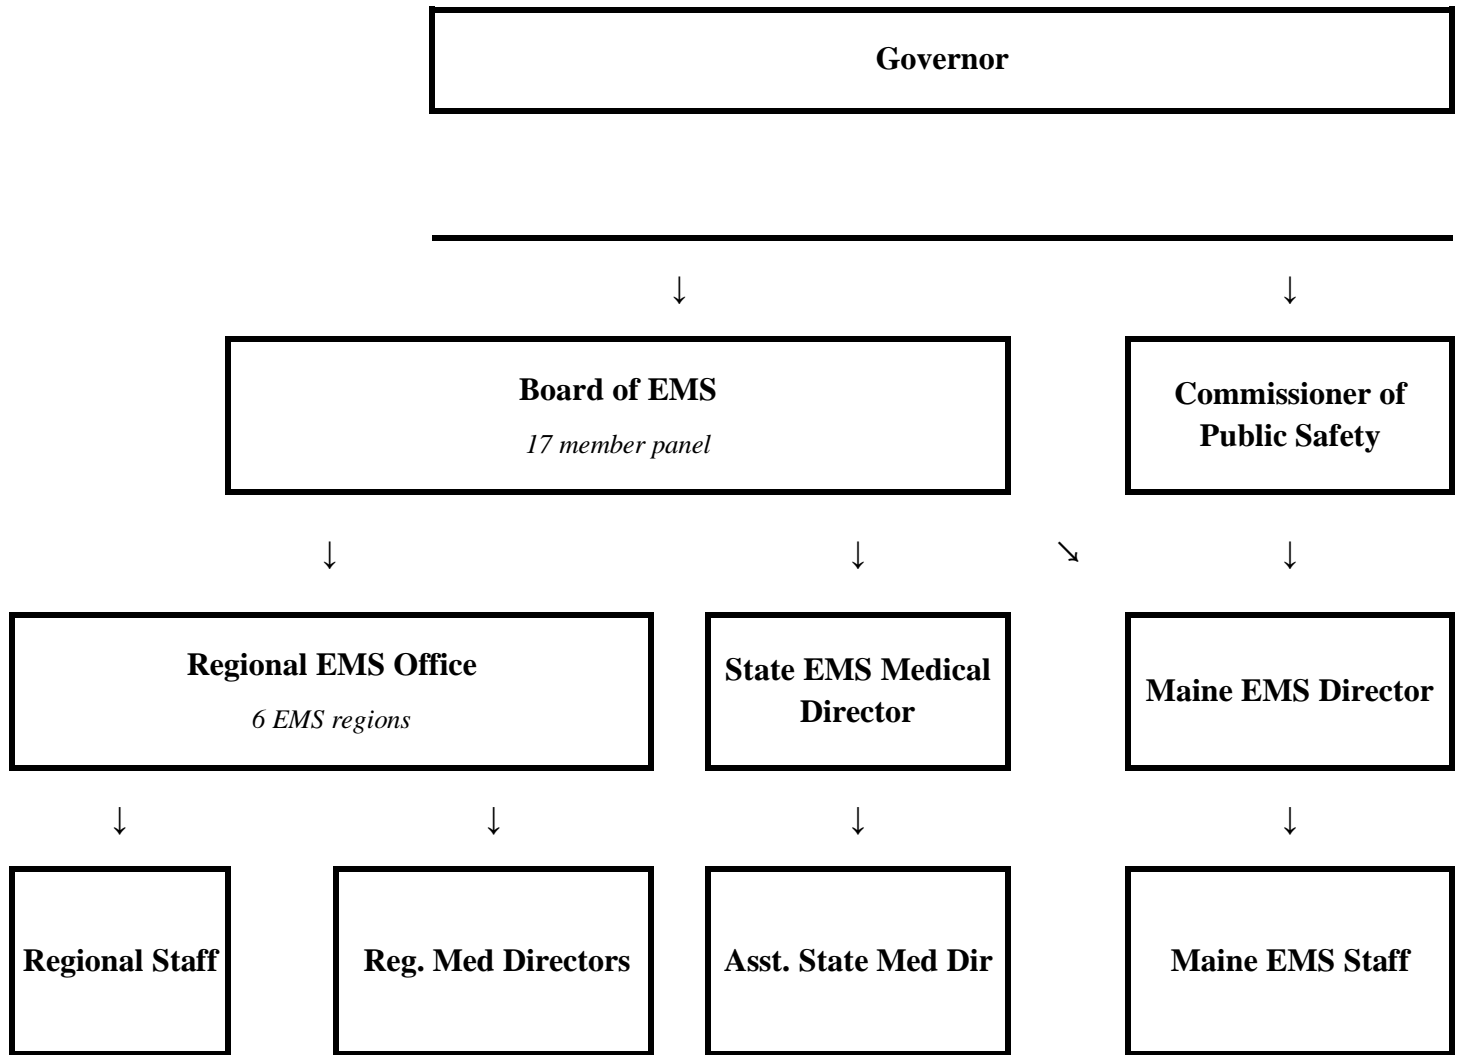 Governor
↓ ↓
Board of EMS
17 member panel
Commissioner of
Public Safety
↓ ↓ ↘ ↓
Regional EMS Office
6 EMS regions
State EMS Medical
Director
Maine EMS Director
↓ ↓ ↓ ↓
Regional Staff
Reg. Med Directors
Asst. State Med Dir
Maine EMS Staff